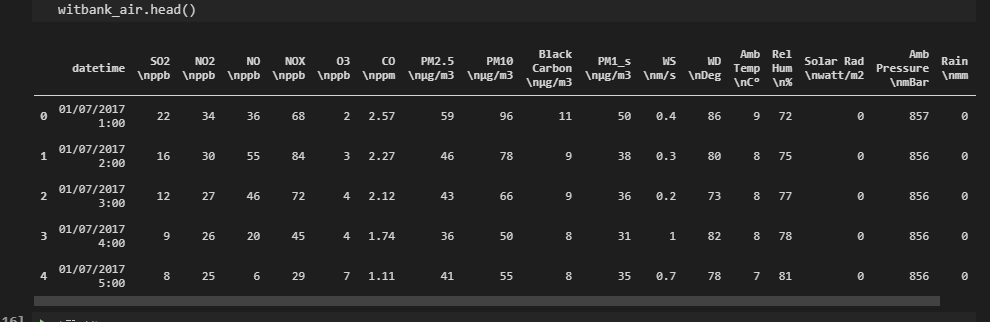 witbank_air.head()
datetime SO2 \nppb NO2 \nppb NO \nppb NOX \nppb O3 \nppb CO \nppm PM2.5 \nµg/m3 PM10 \nµg/m3 Black Carbon \nµg/m3 PM1_s \nµg/m3 WS \nm/s WD \nDeg Amb Temp \nC° Rel Hum \n% Solar Rad \nwatt/m2 Amb Pressure \nmBar Rain \nmm
0 01/07/2017 1:00 22 34 36 68 2 2.57 59 96 11 50 0.4 86 9 72 0 857 0
1 01/07/2017 2:00 16 30 55 84 3 2.27 46 78 9 38 0.3 80 8 75 0 856 0
2 01/07/2017 3:00 12 27 46 72 4 2.12 43 66 9 36 0.2 73 8 77 0 856 0
3 01/07/2017 4:00 9 26 20 45 4 1.74 36 50 8 31 1 82 8 78 0 856 0
4 01/07/2017 5:00 8 25 6 29 7 1.11 41 55 8 35 0.7 78 7 81 0 856 0